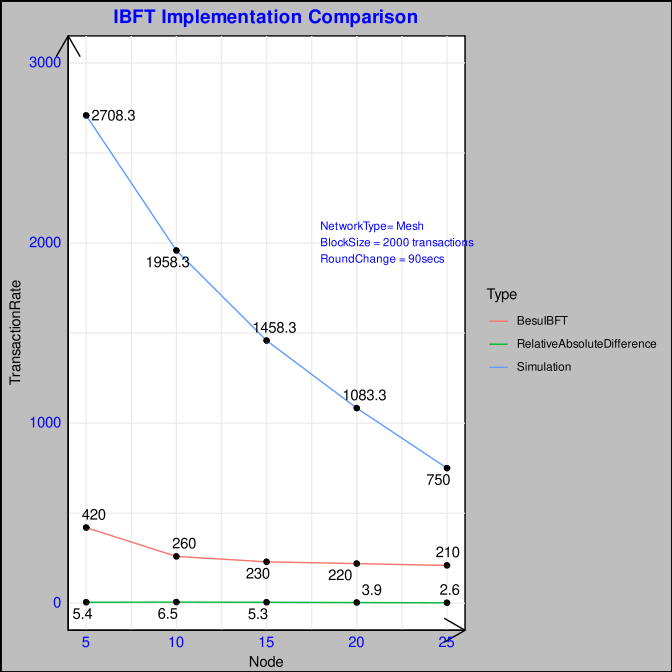 IBFT Implementation Comparison
3000
2708.3
NetworkType= Mesh
2000
BlockSize = 2000 transactions
1958.3
RoundChange = 90secs
TransactionRate
Type
BesuIBFT
1458.3
RelativeAbsoluteDifference
Simulation
1083.3
1000
750
420
260
210
230
220
3.9
2.6
0
5.4
6.5
5.3
5
10
15
20
25
Node